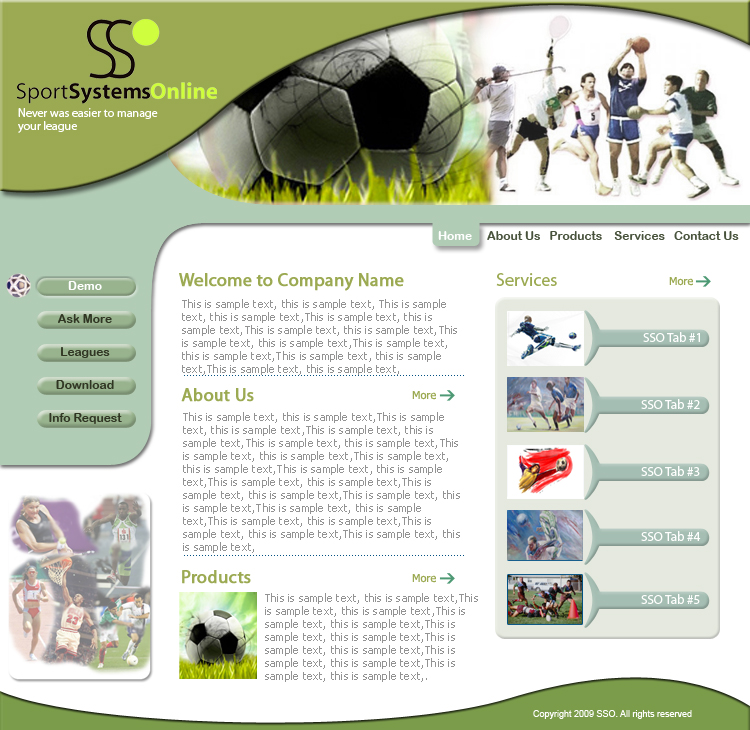 SportSystemsOnline
Never was easier to manage
your league
Home
About Us
Products
Services
Contact Us
Demo
Ask More
Leagues
Download
Info Request
Welcome to Company Name
This is sample text, this is sample text, This is sample
text, this is sample text,This is sample text, this is
sample text,This is sample text, this is sample text,This
is sample text, this is sample text,This is sample text,
this is sample text,This is sample text, this is sample
text,This is sample text, this is sample text,
About Us
More
This is sample text, this is sample text,This is sample
text, this is sample text,This is sample text, this is
sample text,This is sample text, this is sample text,This
is sample text, this is sample text,This is sample text,
this is sample text,This is sample text, this is sample
text,This is sample text, this is sample text,This is
sample text, this is sample text,This is sample text, this
is sample text,This is sample text, this is sample
text,This is sample text, this is sample text,This is
sample text, this is sample text,This is sample text, this
is sample text,
Products
More
This is sample text, this is sample text,This
is sample text, this is sample text,This is
sample text, this is sample text,This is
sample text, this is sample text,This is
sample text, this is sample text,This is
sample text, this is sample text,This is
sample text, this is sample text,.
Services
More
SSO Tab #1
SSO Tab #2
SSO Tab #3
SSO Tab #4
SSO Tab #5
23
Copyright 2009 SSO. All rights reserved